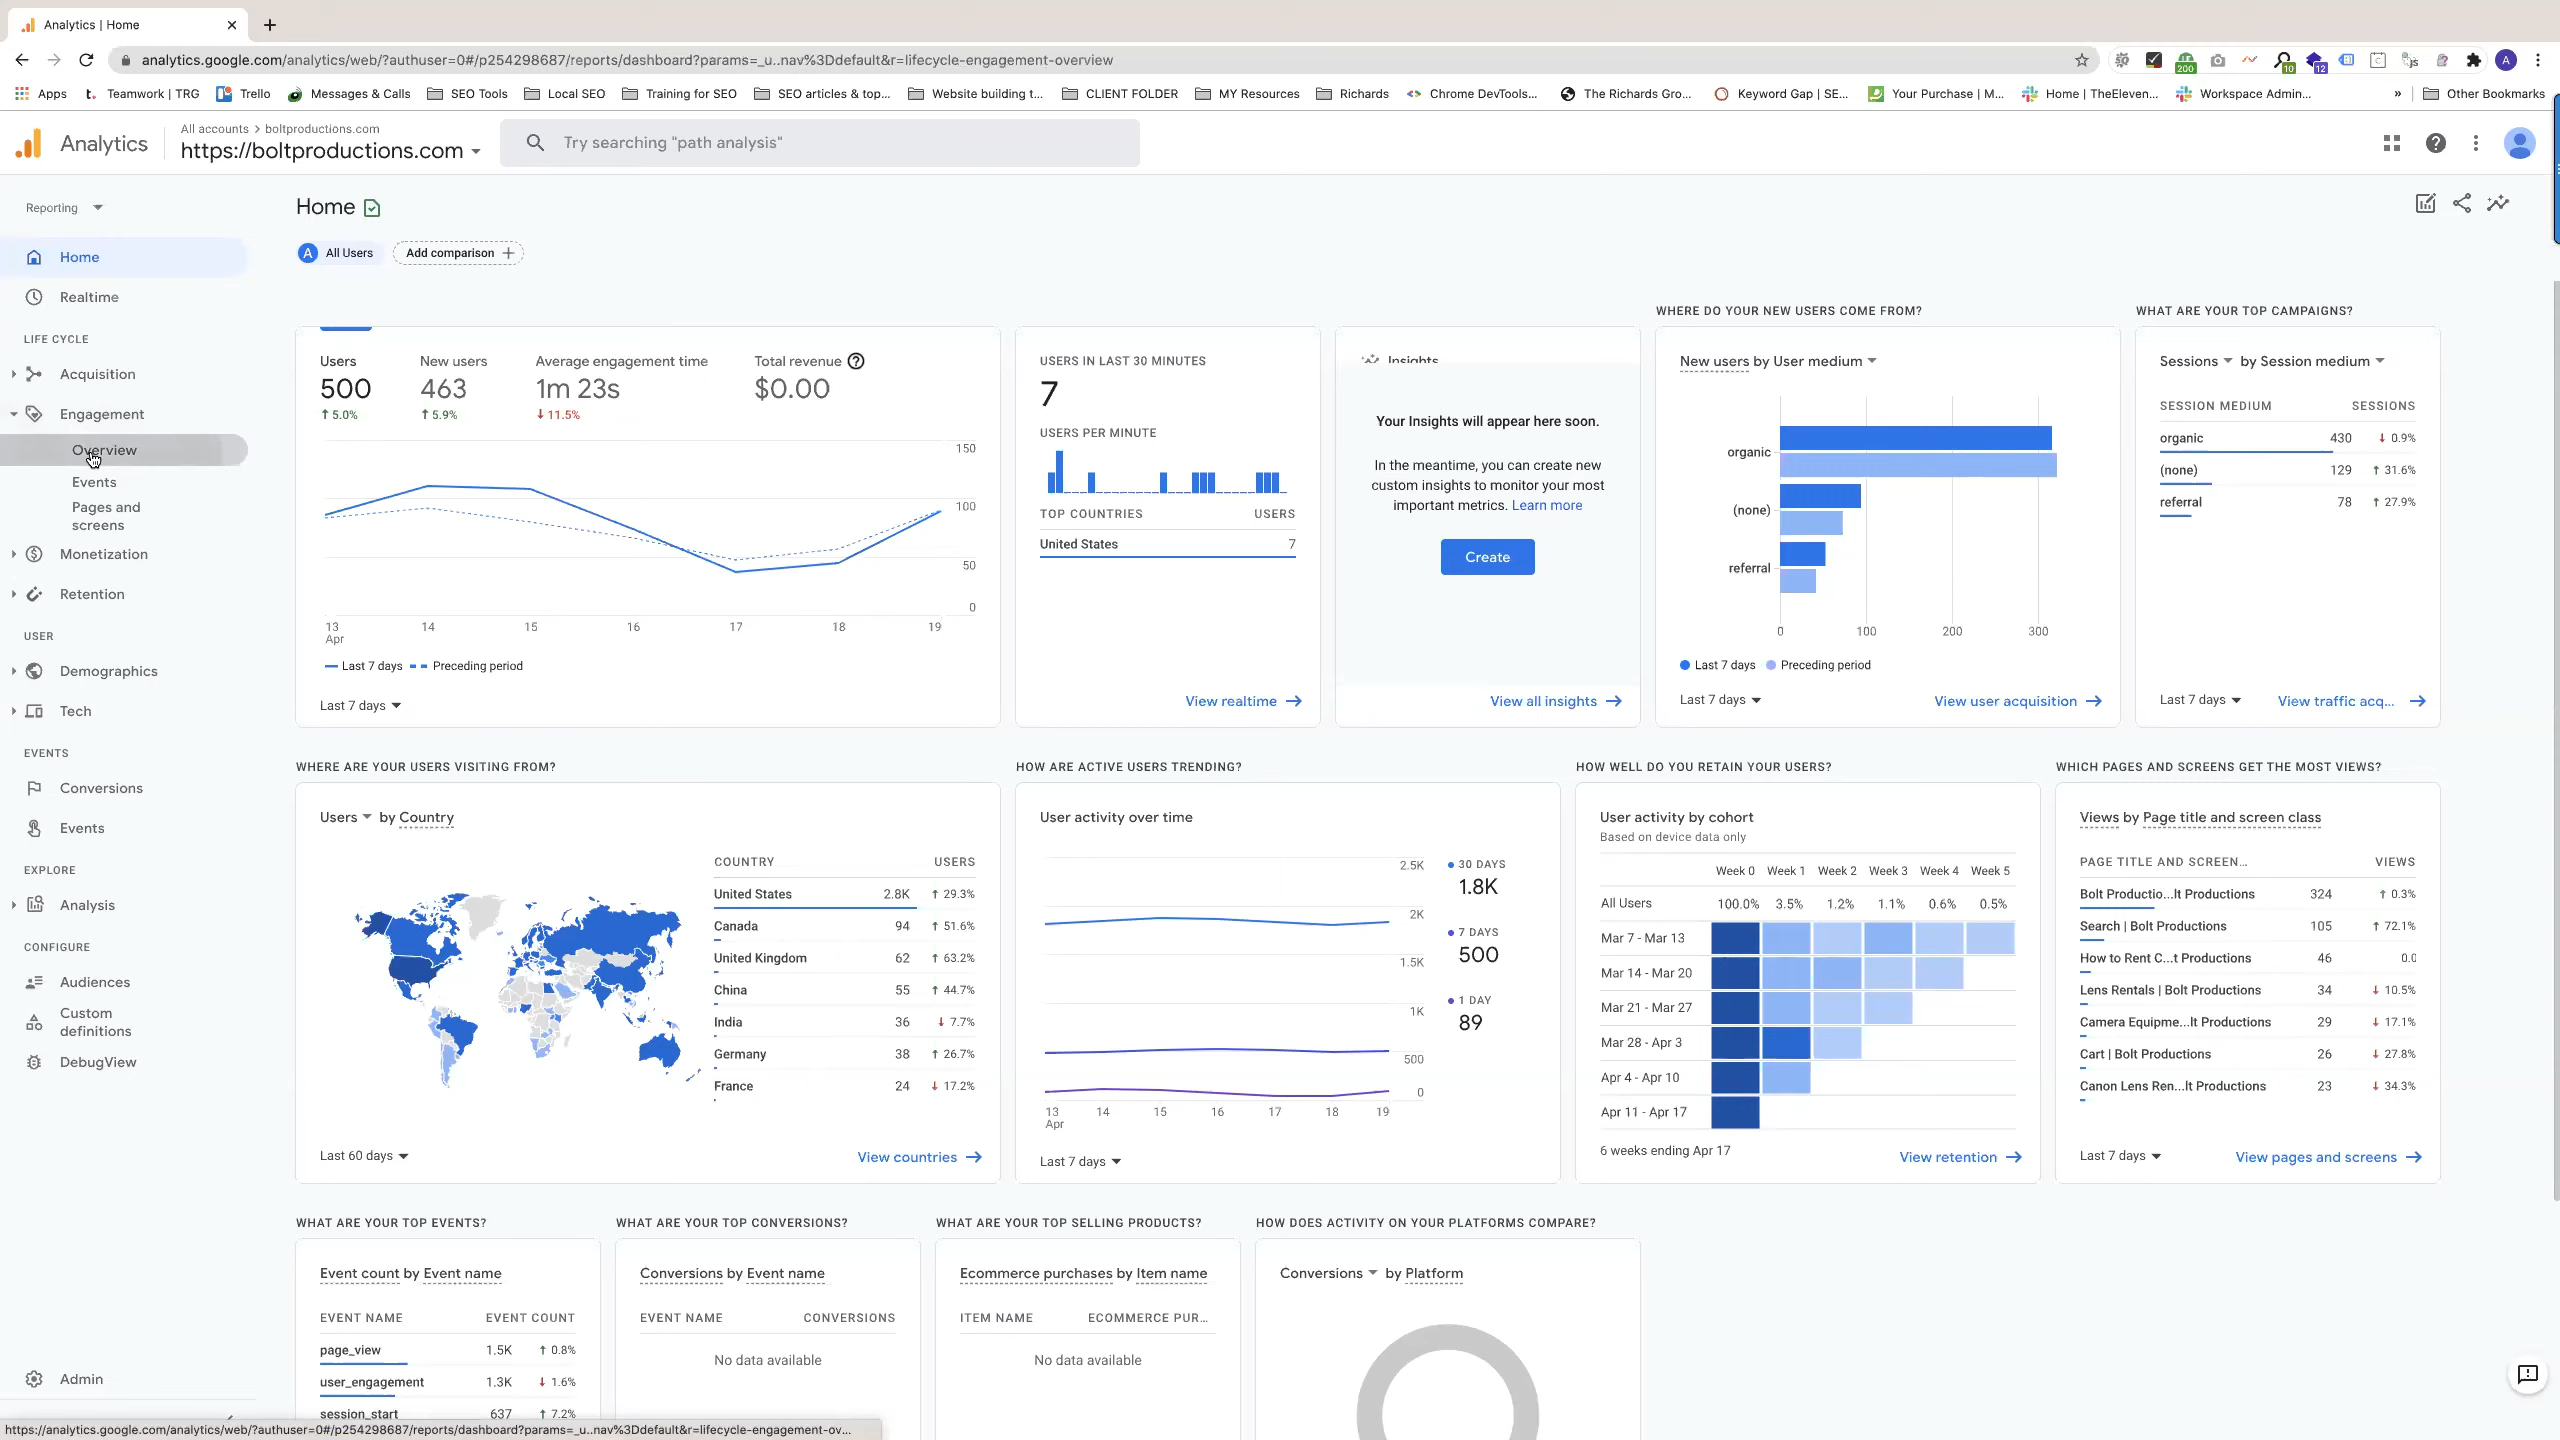 Analytics | Home
analytics.google.com/analytics/web/?authuser=0#/p254298687/reports/dashboard?params=_u..nav%3Ddefault&r=lifecycle-engagement-overview
200
10
12
A
Apps
Teamwork | TRG
Trello
Messages & Calls
SEO Tools
Local SEO
Training for SEO
SEO articles & top...
Website building t...
CLIENT FOLDER
MY Resources
Richards
Chrome DevTools...
The Richards Gro...
Keyword Gap | SE...
Your Purchase | M...
Home | TheEleven...
Workspace Admin...
Other Bookmarks
Analytics
All accounts > boltproductions.com
https://boltproductions.com
Try searching "path analysis"
Reporting
Home
Realtime
LIFE CYCLE
Acquisition
Engagement
Overview
Events
Pages and
screens
Monetization
Retention
USER
Demographics
Tech
EVENTS
Conversions
Events
EXPLORE
Analysis
CONFIGURE
Audiences
Custom
definitions
DebugView
Admin
Home
A All Users
Add comparison +
Users
500
↑ 5.0%
New users
463
↑ 5.9%
Average engagement time
1m 23s
↓ 11.5%
Total revenue
$0.00
150
100
50
0
13 14 15 16 17 18 19
Apr
Last 7 days Preceding period
Last 7 days
USERS IN LAST 30 MINUTES
7
USERS PER MINUTE
TOP COUNTRIES USERS
United States 7
View realtime
Insights
Your Insights will appear here soon.
In the meantime, you can create new
custom insights to monitor your most
important metrics. Learn more
Create
View all insights
WHERE DO YOUR NEW USERS COME FROM?
New users by User medium
organic
(none)
referral
0 100 200 300
Last 7 days Preceding period
Last 7 days
View user acquisition
WHAT ARE YOUR TOP CAMPAIGNS?
Sessions by Session medium
SESSION MEDIUM SESSIONS
organic 430 ↓ 0.9%
(none) 129 ↑ 31.6%
referral 78 ↑ 27.9%
Last 7 days
View traffic acq...
WHERE ARE YOUR USERS VISITING FROM?
Users by Country
COUNTRY USERS
United States 2.8K ↑ 29.3%
Canada 94 ↑ 51.6%
United Kingdom 62 ↑ 63.2%
China 55 ↑ 44.7%
India 36 ↓ 7.7%
Germany 38 ↑ 26.7%
France 24 ↓ 17.2%
Last 60 days
View countries
HOW ARE ACTIVE USERS TRENDING?
User activity over time
2.5K
2K
1.5K
1K
500
0
13 14 15 16 17 18 19
Apr
30 DAYS
1.8K
7 DAYS
500
1 DAY
89
Last 7 days
HOW WELL DO YOU RETAIN YOUR USERS?
User activity by cohort
Based on device data only
Week 0 Week 1 Week 2 Week 3 Week 4 Week 5
All Users 100.0% 3.5% 1.2% 1.1% 0.6% 0.5%
Mar 7 - Mar 13
Mar 14 - Mar 20
Mar 21 - Mar 27
Mar 28 - Apr 3
Apr 4 - Apr 10
Apr 11 - Apr 17
6 weeks ending Apr 17
View retention
WHICH PAGES AND SCREENS GET THE MOST VIEWS?
Views by Page title and screen class
PAGE TITLE AND SCREEN... VIEWS
Bolt Productio...lt Productions 324 ↑ 0.3%
Search | Bolt Productions 105 ↑ 72.1%
How to Rent C...t Productions 46 0.0
Lens Rentals | Bolt Productions 34 ↓ 10.5%
Camera Equipme...lt Productions 29 ↓ 17.1%
Cart | Bolt Productions 26 ↓ 27.8%
Canon Lens Ren...lt Productions 23 ↓ 34.3%
Last 7 days
View pages and screens
WHAT ARE YOUR TOP EVENTS?
Event count by Event name
EVENT NAME EVENT COUNT
page_view 1.5K ↑ 0.8%
user_engagement 1.3K ↓ 1.6%
session_start 637 ↑ 7.2%
WHAT ARE YOUR TOP CONVERSIONS?
Conversions by Event name
EVENT NAME CONVERSIONS
No data available
WHAT ARE YOUR TOP SELLING PRODUCTS?
Ecommerce purchases by Item name
ITEM NAME ECOMMERCE PUR...
No data available
HOW DOES ACTIVITY ON YOUR PLATFORMS COMPARE?
Conversions by Platform
https://analytics.google.com/analytics/web/?authuser=0#/p254298687/reports/dashboard?params=_u..nav%3Ddefault&r=lifecycle-engagement-ov...